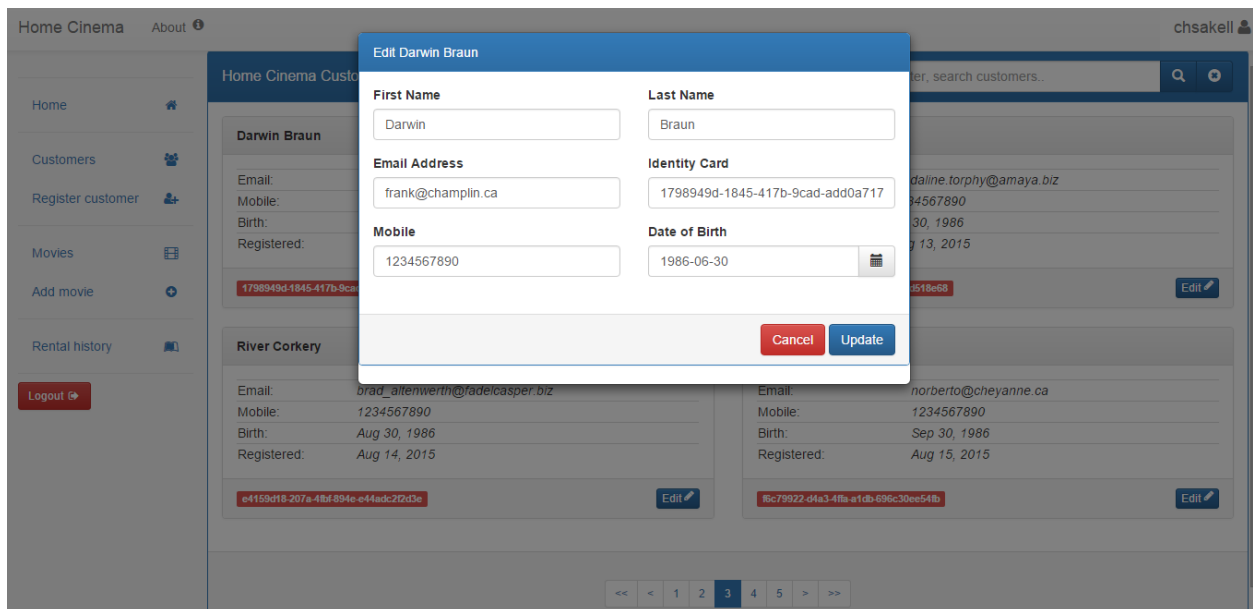 Home Cinema About chsakell
Edit Darwin Braun
Home Cinema Custo ter, search customers..
Home
Customers
Register customer
Movies
Add movie
Rental history
Logout
First Name Last Name
Darwin Braun
Email Address Identity Card
frank@champlin.ca 1798949d-1845-417b-9cad-add0a717
Mobile Date of Birth
1234567890 1986-06-30
Cancel Update
Darwin Braun
Email: daline.torphy@amaya.biz
Mobile: 34567890
Birth: 30, 1986
Registered: g 13, 2015
1798949d-1845-417b-9cad d518e68 Edit
River Corkery
Email: brad_altenwerth@fadelcasper.biz Email: norberto@cheyanne.ca
Mobile: 1234567890 Mobile: 1234567890
Birth: Aug 30, 1986 Birth: Sep 30, 1986
Registered: Aug 14, 2015 Registered: Aug 15, 2015
e4159d18-207a-4fbf-894e-e44adc2f2d3e Edit f6c79922-d4a3-4ffa-a1db-696c30ee54fb Edit
<< < 1 2 3 4 5 > >>